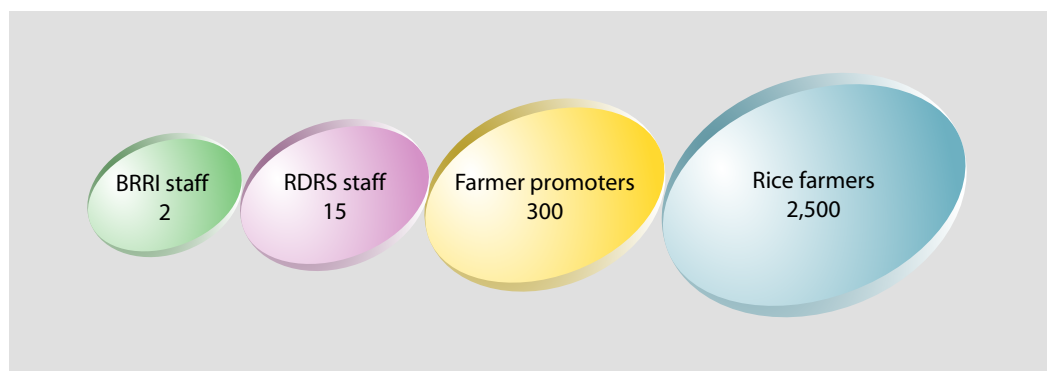 BRRI staff
2
RDRS staff
15
Farmer promoters
300
Rice farmers
2,500